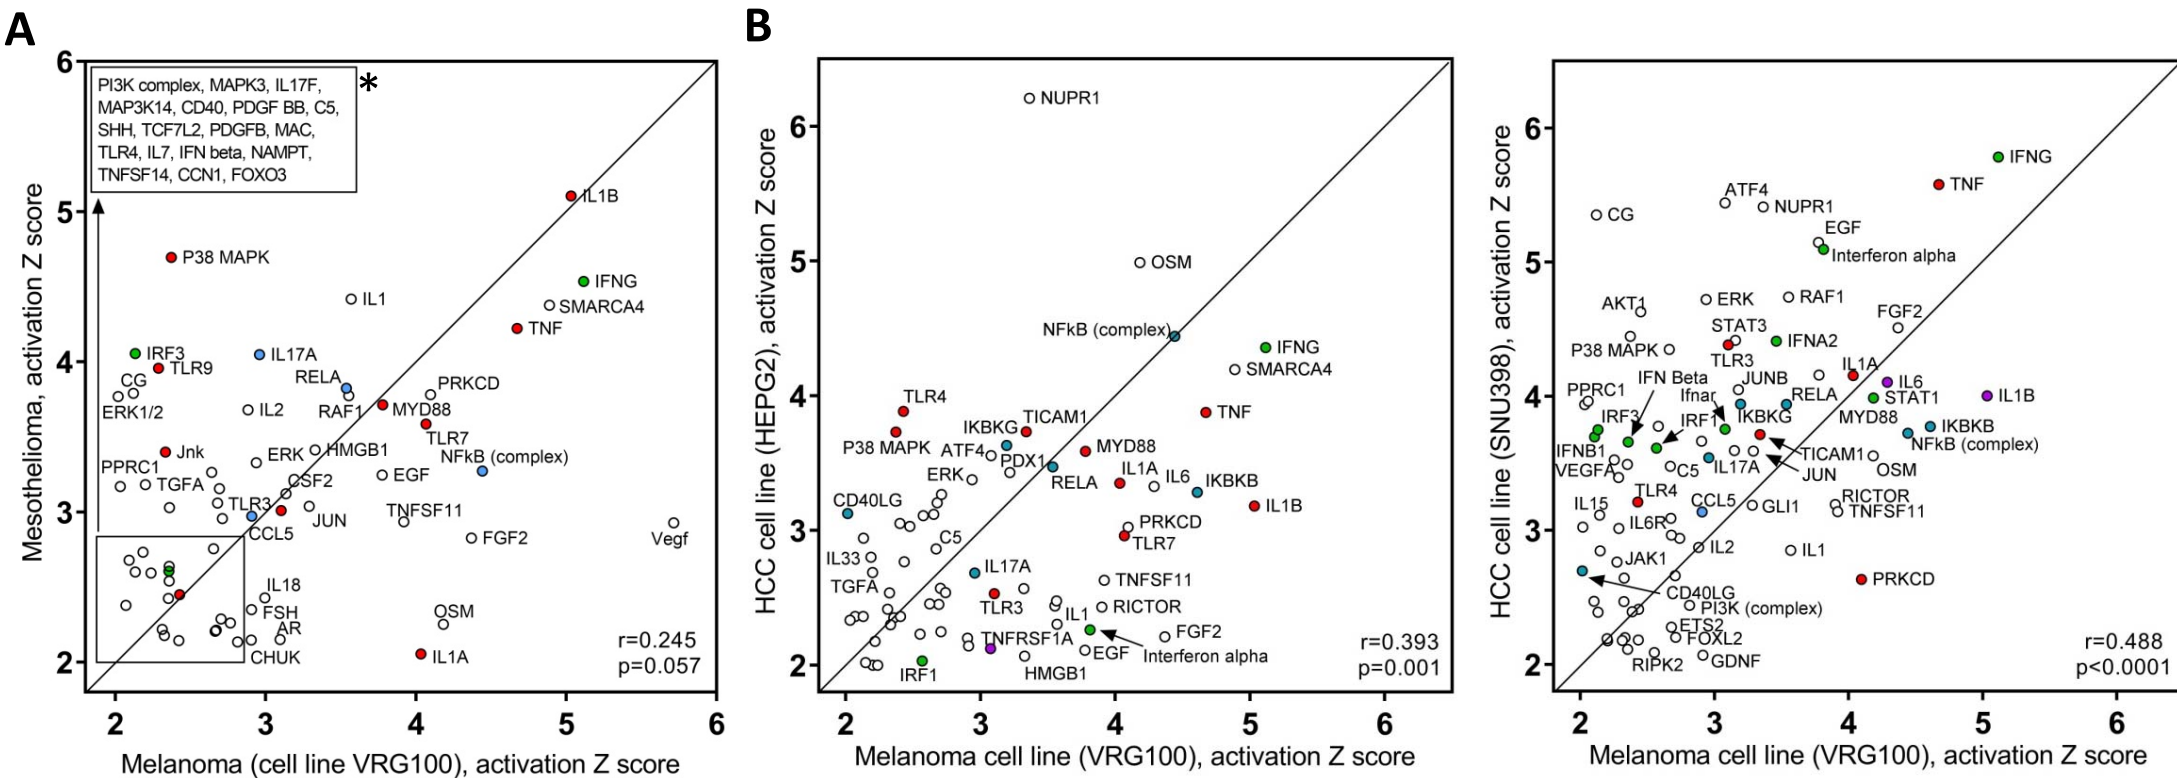 A
B
6
5
4
3
2
Mesothelioma, activation Z score
PI3K complex, MAPK3, IL17F,
MAP3K14, CD40, PDGF BB, C5,
SHH, TCF7L2, PDGFB, MAC,
TLR4, IL7, IFN beta, NAMPT,
TNFSF14, CCN1, FOXO3
*
IL1B
P38 MAPK
IFNG
IL1
SMARCA4
TNF
IRF3
IL17A
TLR9
CG
RELA
PRKCD
ERK1/2
IL2
RAF1
MYD88
TLR7
Jnk
ERK
HMGB1
NFkB (complex)
PPRC1
TGFA
EGF
CSF2
TLR3
JUN
TNFSF11
CCL5
FGF2
Vegf
IL18
FSH
OSM
AR
CHUK
IL1A
r=0.245
p=0.057
2
3
4
5
6
Melanoma (cell line VRG100), activation Z score
HCC cell line (HEPG2), activation Z score
6
5
4
3
2
NUPR1
OSM
NFkB (complex)
IFNG
SMARCA4
TLR4
TNF
IKBKG
TICAM1
P38 MAPK
ATF4
MYD88
PDX1
ERK
RELA
IL1A
IL6
IKBKB
CD40LG
IL1B
PRKCD
C5
TLR7
IL33
IL17A
TGFA
TNFSF11
TLR3
IL1
RICTOR
TNFRSF1A
FGF2
EGF
Interferon alpha
IRF1
HMGB1
r=0.393
p=0.001
2
3
4
5
6
Melanoma cell line (VRG100), activation Z score
HCC cell line (SNU398), activation Z score
6
5
4
3
2
IFNG
TNF
ATF4
CG
NUPR1
EGF
Interferon alpha
AKT1
ERK
RAF1
FGF2
STAT3
P38 MAPK
TLR3
IFNA2
IL1A
IFN Beta
JUNB
IL6
PPRC1
Ifnar
RELA
STAT1
IL1B
IRF3
IRF1
IKBKG
MYD88
IKBKB
NFkB (complex)
IFNB1
TICAM1
VEGFA
C5
IL17A
JUN
OSM
IL15
TLR4
CCL5
GLI1
RICTOR
TNFSF11
IL6R
JAK1
IL2
IL1
CD40LG
PRKCD
PI3K (complex)
ETS2
FOXL2
RIPK2
GDNF
r=0.488
p<0.0001
2
3
4
5
6
Melanoma cell line (VRG100), activation Z score